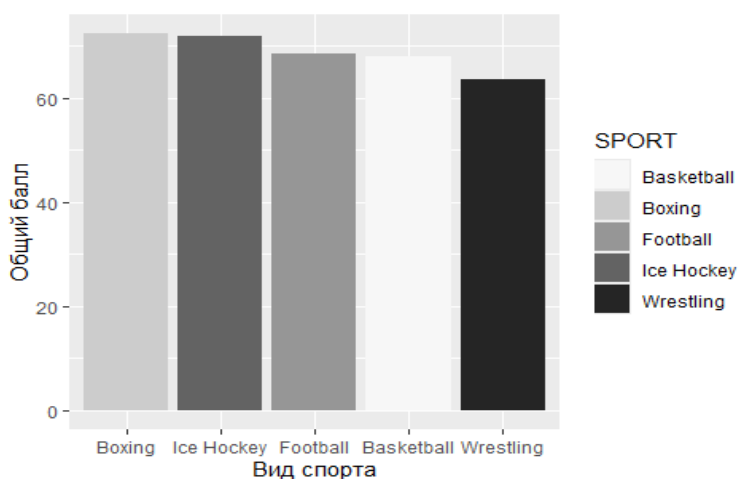 Общий балл
60
40
20
0
Boxing Ice Hockey Football Basketball Wrestling
Вид спорта
SPORT
Basketball
Boxing
Football
Ice Hockey
Wrestling